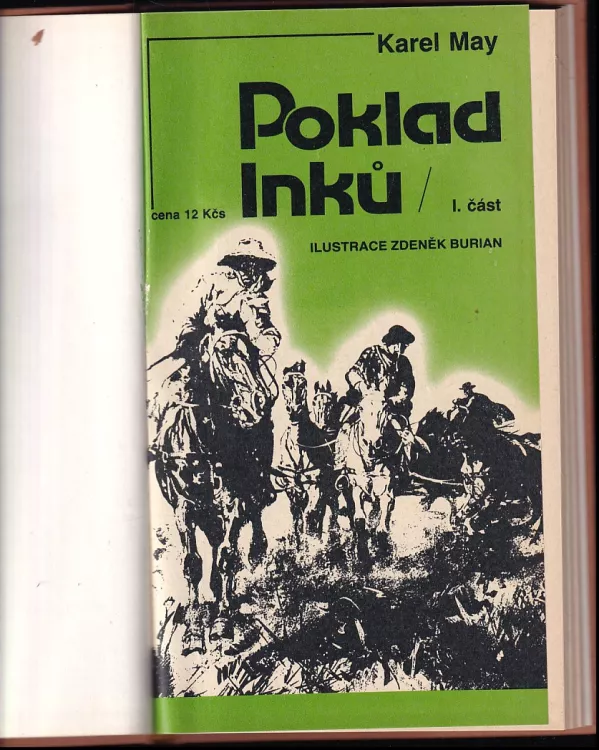 Karel May
Poklad
Inků / I. část
cena 12 Kčs
ILUSTRACE ZDENĚK BURIAN